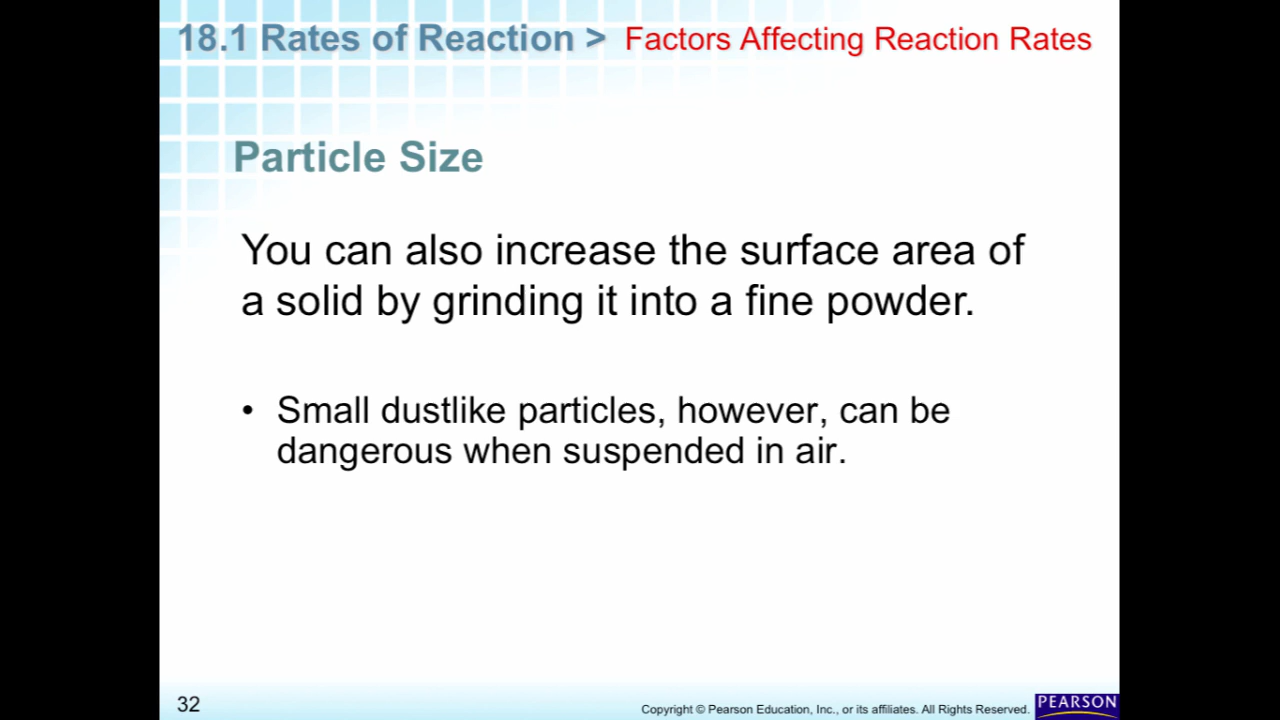 18.1 Rates of Reaction > Factors Affecting Reaction Rates
Particle Size
You can also increase the surface area of
a solid by grinding it into a fine powder.
• Small dustlike particles, however, can be
dangerous when suspended in air.
32
Copyright © Pearson Education, Inc., or its affiliates. All Rights Reserved.
PEARSON